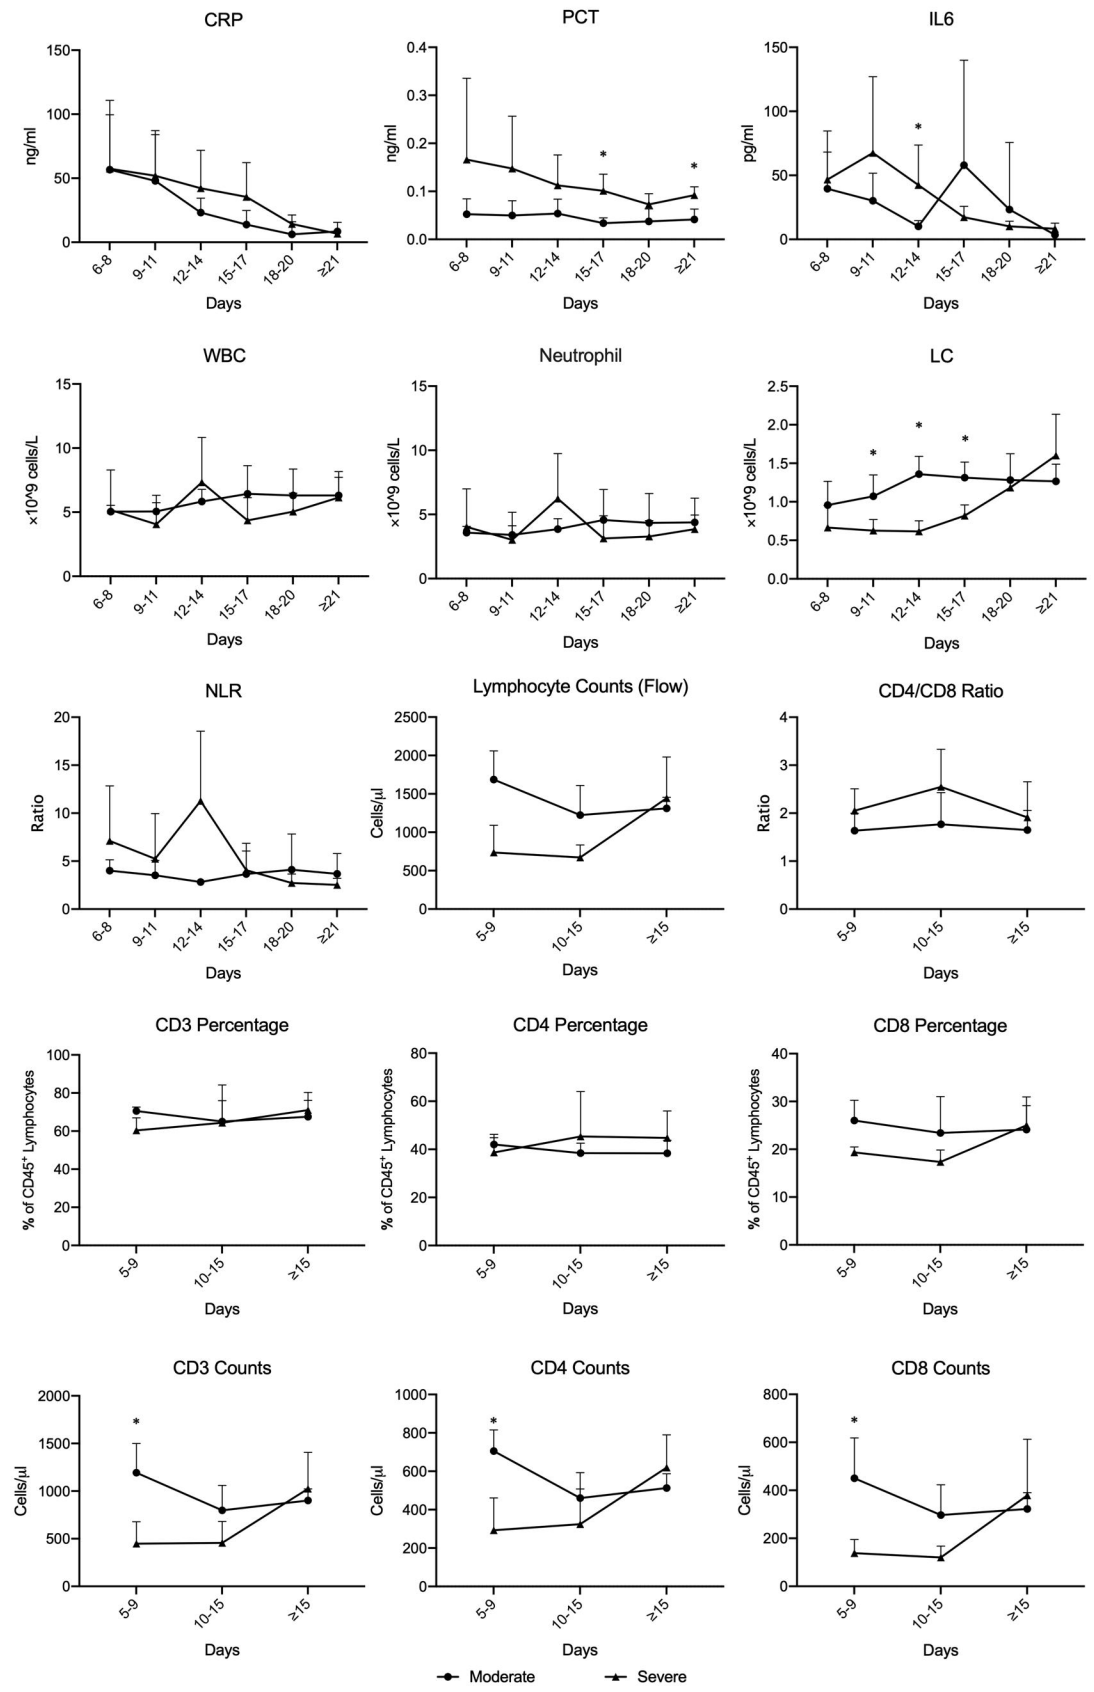 CRP
150
100
50
0
ng/ml
6-8 9-11 12-14 15-17 18-20 ≥21
Days
PCT
0.4
0.3
0.2
0.1
0.0
ng/ml
*
*
6-8 9-11 12-14 15-17 18-20 ≥21
Days
IL6
150
100
50
0
pg/ml
*
6-8 9-11 12-14 15-17 18-20 ≥21
Days
WBC
15
10
5
0
×10^9 cells/L
6-8 9-11 12-14 15-17 18-20 ≥21
Days
Neutrophil
15
10
5
0
×10^9 cells/L
6-8 9-11 12-14 15-17 18-20 ≥21
Days
LC
2.5
2.0
1.5
1.0
0.5
0.0
×10^9 cells/L
*
*
*
6-8 9-11 12-14 15-17 18-20 ≥21
Days
NLR
20
15
10
5
0
Ratio
6-8 9-11 12-14 15-17 18-20 ≥21
Days
Lymphocyte Counts (Flow)
2500
2000
1500
1000
500
0
Cells/µl
5-9 10-15 ≥15
Days
CD4/CD8 Ratio
4
3
2
1
0
Ratio
5-9 10-15 ≥15
Days
CD3 Percentage
100
80
60
40
20
0
% of CD45⁺ Lymphocytes
5-9 10-15 ≥15
Days
CD4 Percentage
80
60
40
20
0
% of CD45⁺ Lymphocytes
5-9 10-15 ≥15
Days
CD8 Percentage
40
30
20
10
0
% of CD45⁺ Lymphocytes
5-9 10-15 ≥15
Days
CD3 Counts
2000
1500
1000
500
0
Cells/µl
*
5-9 10-15 ≥15
Days
CD4 Counts
1000
800
600
400
200
0
Cells/µl
*
5-9 10-15 ≥15
Days
CD8 Counts
800
600
400
200
0
Cells/µl
*
5-9 10-15 ≥15
Days
Moderate Severe